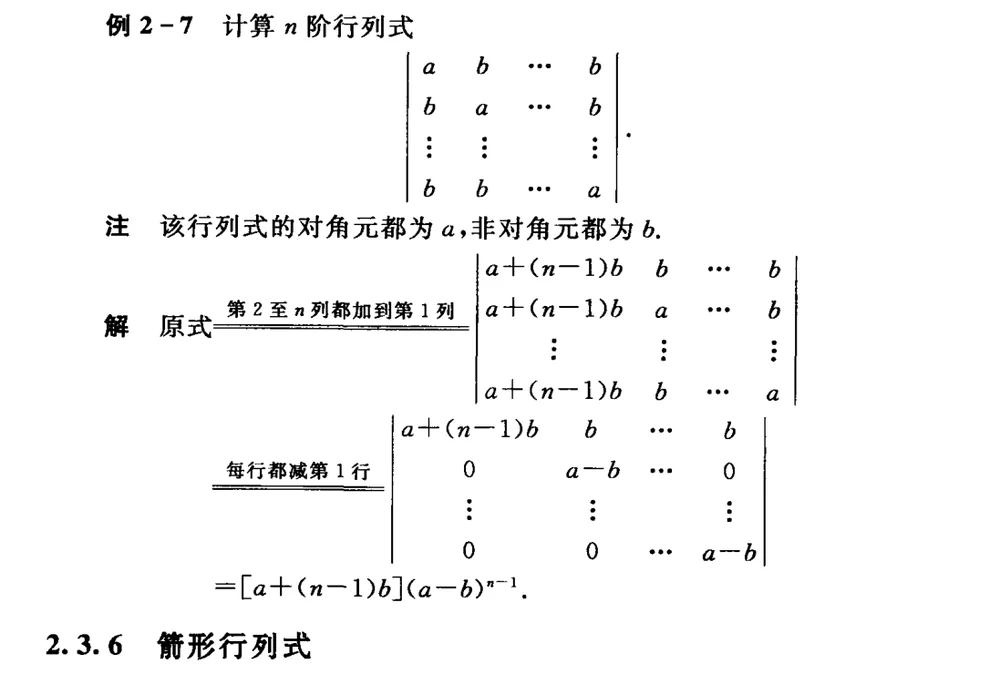 例 2-7 计算 n 阶行列式
a b … b
b a … b
⋮ ⋮ ⋮
b b … a
.
注 该行列式的对角元都为 a,非对角元都为 b.
a+(n-1)b b … b
解 原式 第 2 至 n 列都加到第 1 列 a+(n-1)b a … b
⋮ ⋮ ⋮
a+(n-1)b b … a
a+(n-1)b b … b
每行都减第 1 行 0 a-b … 0
⋮ ⋮ ⋮
0 0 … a-b
=[a+(n-1)b](a-b)ⁿ⁻¹.
2.3.6 箭形行列式